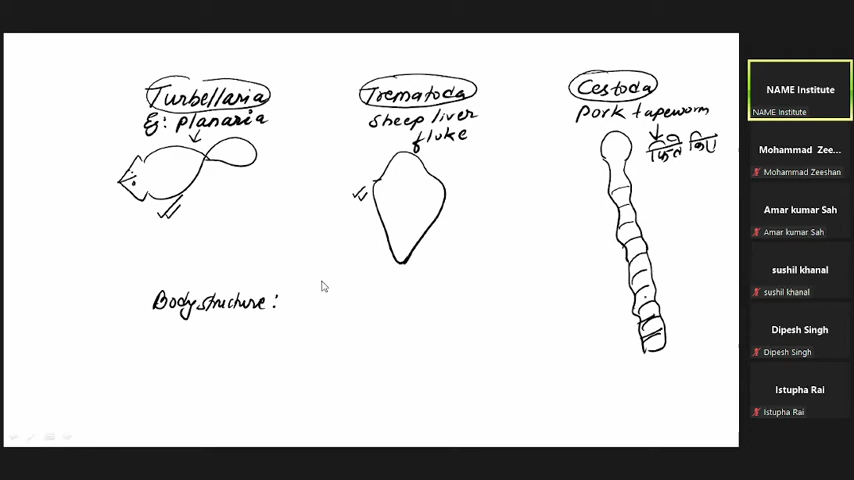 Turbellaria
Eg: planaria
Trematoda
sheep liver
fluke
Cestoda
Pork tapeworm
Body structure :
NAME Institute
NAME Institute
Mohammad Zee...
Mohammad Zeeshan
Amar kumar Sah
Amar kumar Sah
sushil khanal
sushil khanal
Dipesh Singh
Dipesh Singh
Istupha Rai
Istupha Rai